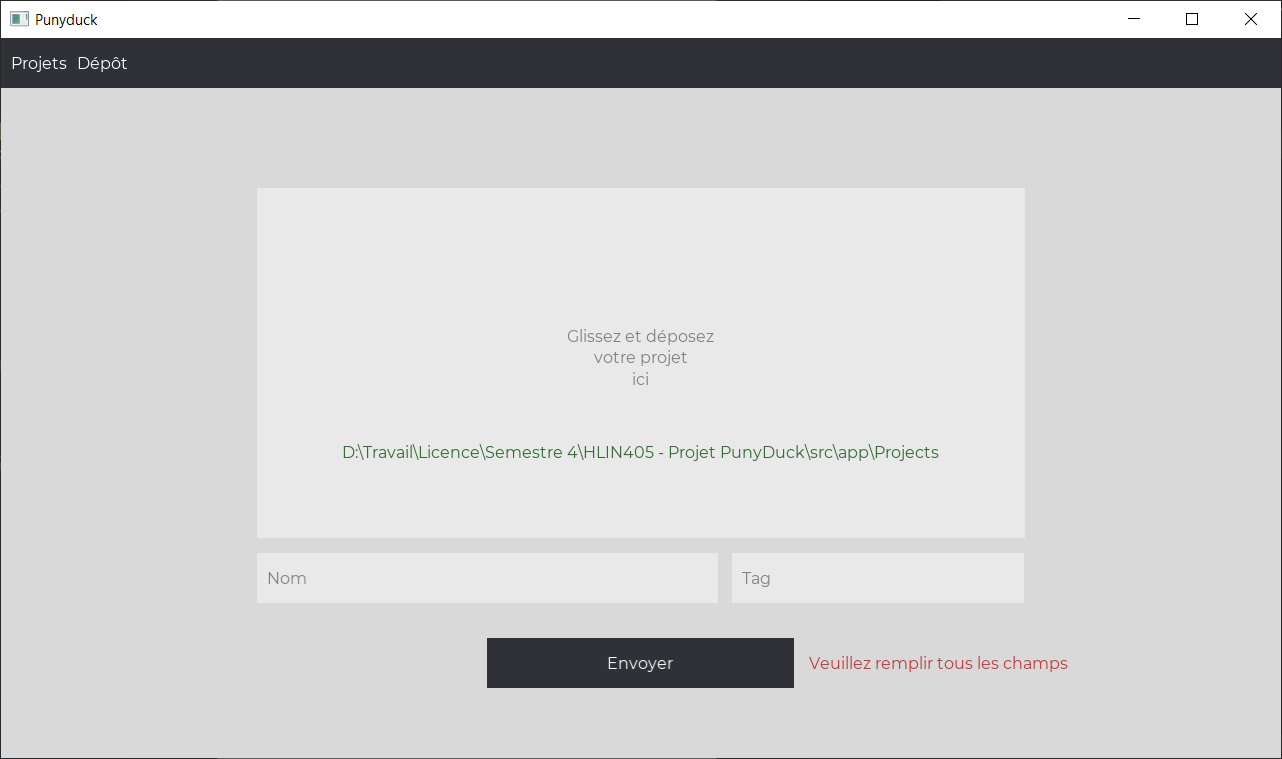 Punyduck
Projets Dépôt
Glissez et déposez
votre projet
ici
D:\Travail\Licence\Semestre 4\HLIN405 - Projet PunyDuck\src\app\Projects
Nom Tag
Envoyer Veuillez remplir tous les champs